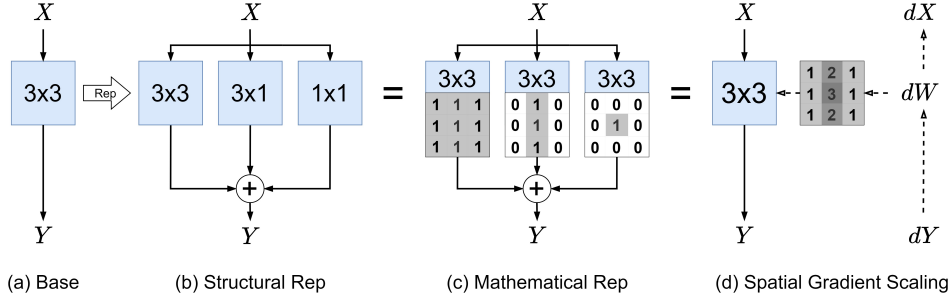 X X X X dX
3x3 Rep 3x3 3x1 1x1 = 3x3 3x3 3x3 = 3x3 dW
1 1 1 0 1 0 0 0 0 1 2 1
1 1 1 0 1 0 0 1 0 1 3 1
1 1 1 0 1 0 0 0 0 1 2 1
+ +
Y Y Y Y dY
(a) Base (b) Structural Rep (c) Mathematical Rep (d) Spatial Gradient Scaling